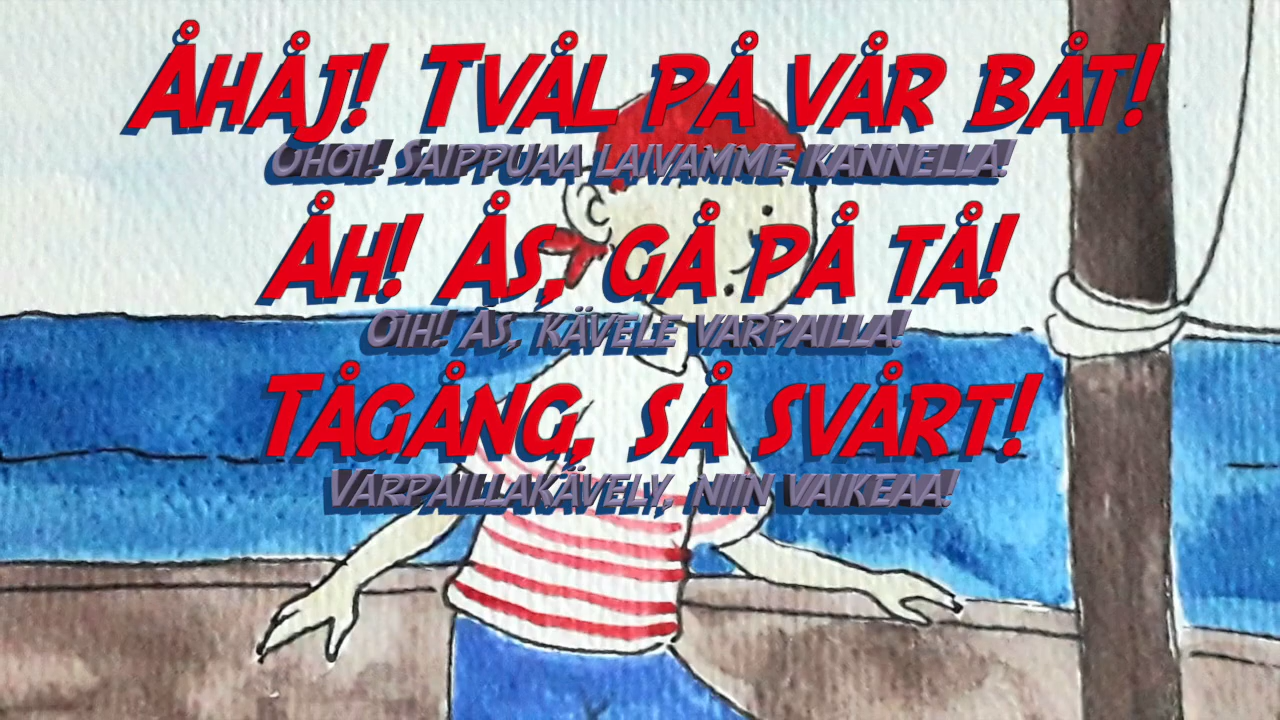 Åhåj! Tvål på vår båt!
Ohoi! Saippuaa laivamme kannella!
Åh! Ås, gå på tå!
Oih! Ås, kävele varpailla!
Tågång, så svårt!
Varpaillakävely, niin vaikeaa!